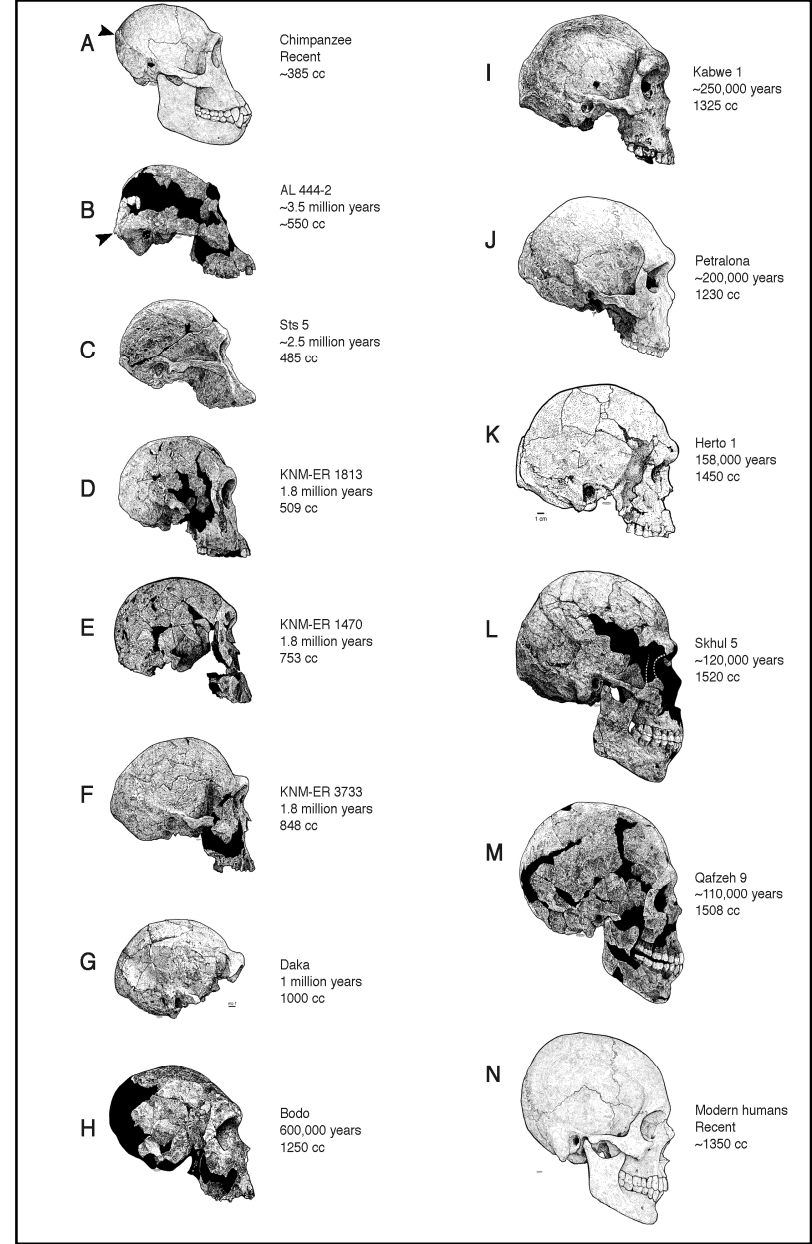 A
Chimpanzee
Recent
~385 cc
B
AL 444-2
~3.5 million years
~550 cc
C
Sts 5
~2.5 million years
485 cc
D
KNM-ER 1813
1.8 million years
509 cc
E
KNM-ER 1470
1.8 million years
753 cc
F
KNM-ER 3733
1.8 million years
848 cc
G
Daka
1 million years
1000 cc
H
Bodo
600,000 years
1250 cc
I
Kabwe 1
~250,000 years
1325 cc
J
Petralona
~200,000 years
1230 cc
K
Herto 1
158,000 years
1450 cc
1 cm
L
Skhul 5
~120,000 years
1520 cc
M
Qafzeh 9
~110,000 years
1508 cc
N
Modern humans
Recent
~1350 cc